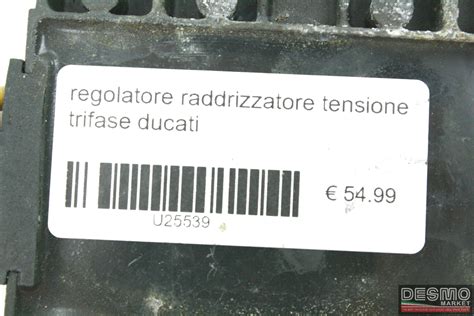 regolatore raddrizzatore tensione
trifase ducati
€ 54.99
U25539
DESMO
MARKET